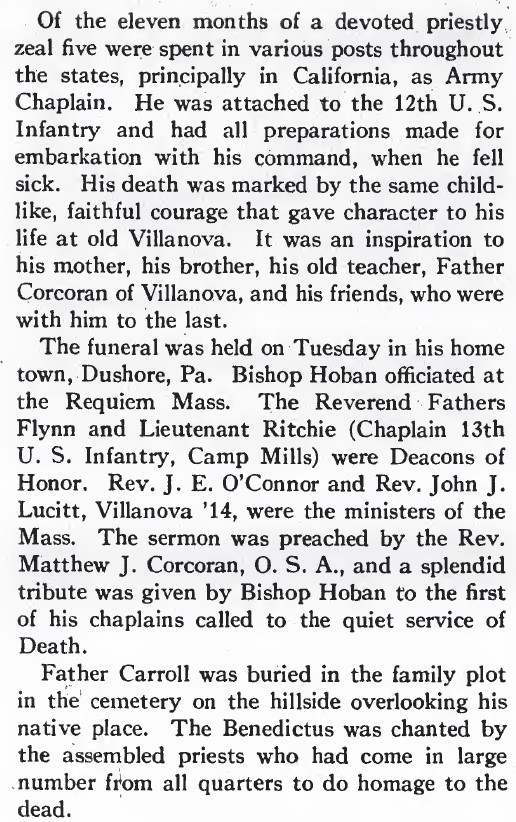 Of the eleven months of a devoted priestly
zeal five were spent in various posts throughout
the states, principally in California, as Army
Chaplain. He was attached to the 12th U. S.
Infantry and had all preparations made for
embarkation with his command, when he fell
sick. His death was marked by the same child-
like, faithful courage that gave character to his
life at old Villanova. It was an inspiration to
his mother, his brother, his old teacher, Father
Corcoran of Villanova, and his friends, who were
with him to the last.
The funeral was held on Tuesday in his home
town, Dushore, Pa. Bishop Hoban officiated at
the Requiem Mass. The Reverend Fathers
Flynn and Lieutenant Ritchie (Chaplain 13th
U. S. Infantry, Camp Mills) were Deacons of
Honor. Rev. J. E. O'Connor and Rev. John J.
Lucitt, Villanova '14, were the ministers of the
Mass. The sermon was preached by the Rev.
Matthew J. Corcoran, O. S. A., and a splendid
tribute was given by Bishop Hoban to the first
of his chaplains called to the quiet service of
Death.
Father Carroll was buried in the family plot
in the cemetery on the hillside overlooking his
native place. The Benedictus was chanted by
the assembled priests who had come in large
number from all quarters to do homage to the
dead.